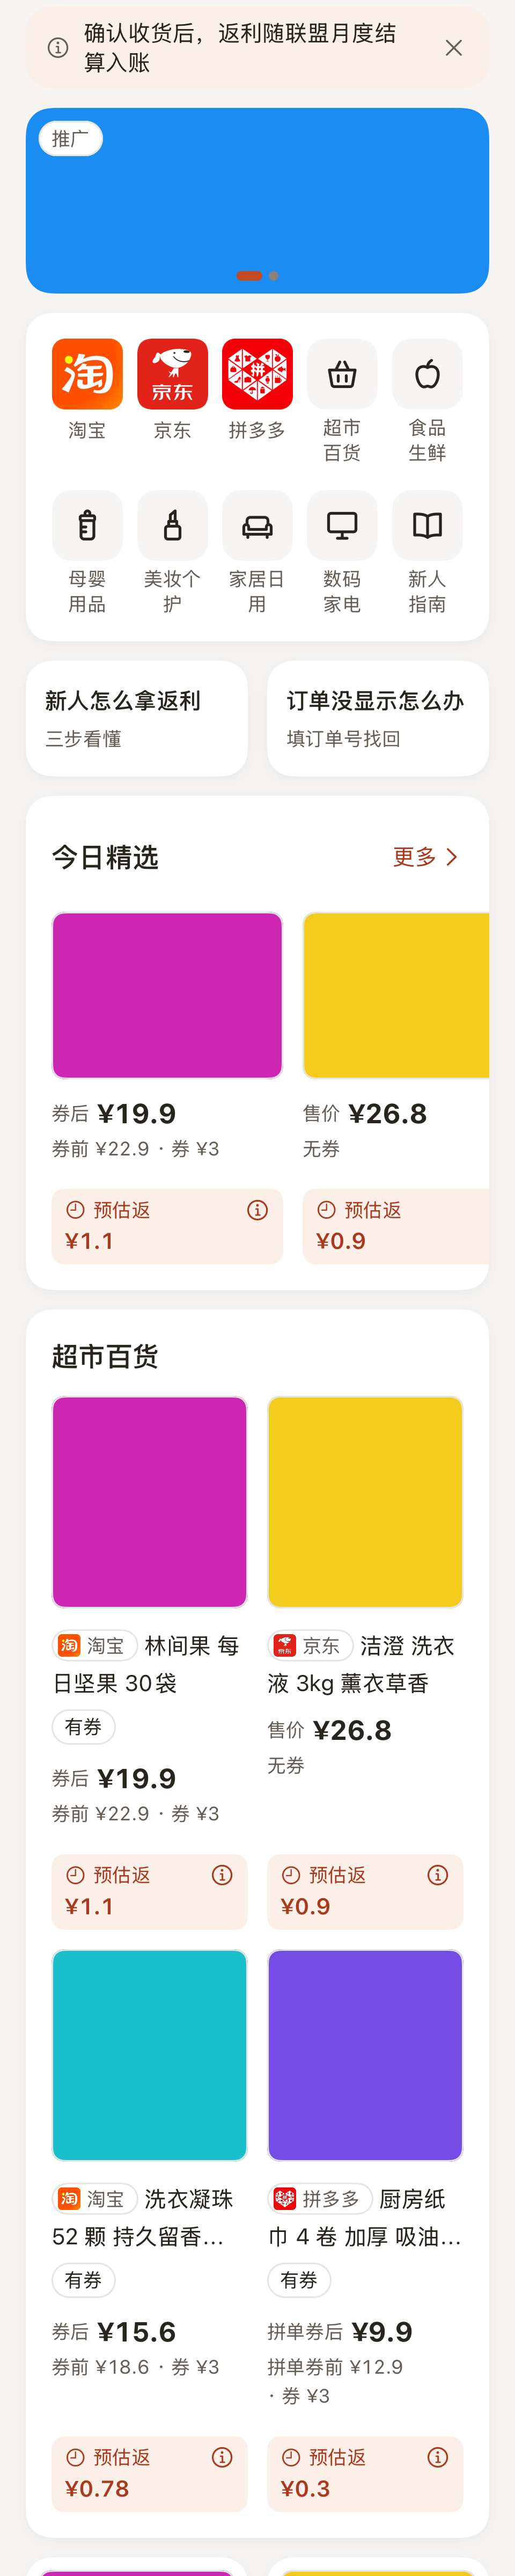 确认收货后，返利随联盟月度结
算入账
推广
淘
京东
拼
淘宝
京东
拼多多
超市
百货
食品
生鲜
母婴
用品
美妆个
护
家居日
用
数码
家电
新人
指南
新人怎么拿返利
三步看懂
订单没显示怎么办
填订单号找回
今日精选
更多
券后 ¥19.9
券前 ¥22.9 · 券 ¥3
预估返
¥1.1
售价 ¥26.8
无券
预估返
¥0.9
超市百货
淘 淘宝 林间果 每
日坚果 30袋
有券
券后 ¥19.9
券前 ¥22.9 · 券 ¥3
预估返
¥1.1
京东 京东 洁澄 洗衣
液 3kg 薰衣草香
售价 ¥26.8
无券
预估返
¥0.9
淘 淘宝 洗衣凝珠
52 颗 持久留香…
有券
券后 ¥15.6
券前 ¥18.6 · 券 ¥3
预估返
¥0.78
拼多多 厨房纸
巾 4 卷 加厚 吸油…
有券
拼单券后 ¥9.9
拼单券前 ¥12.9
· 券 ¥3
预估返
¥0.3